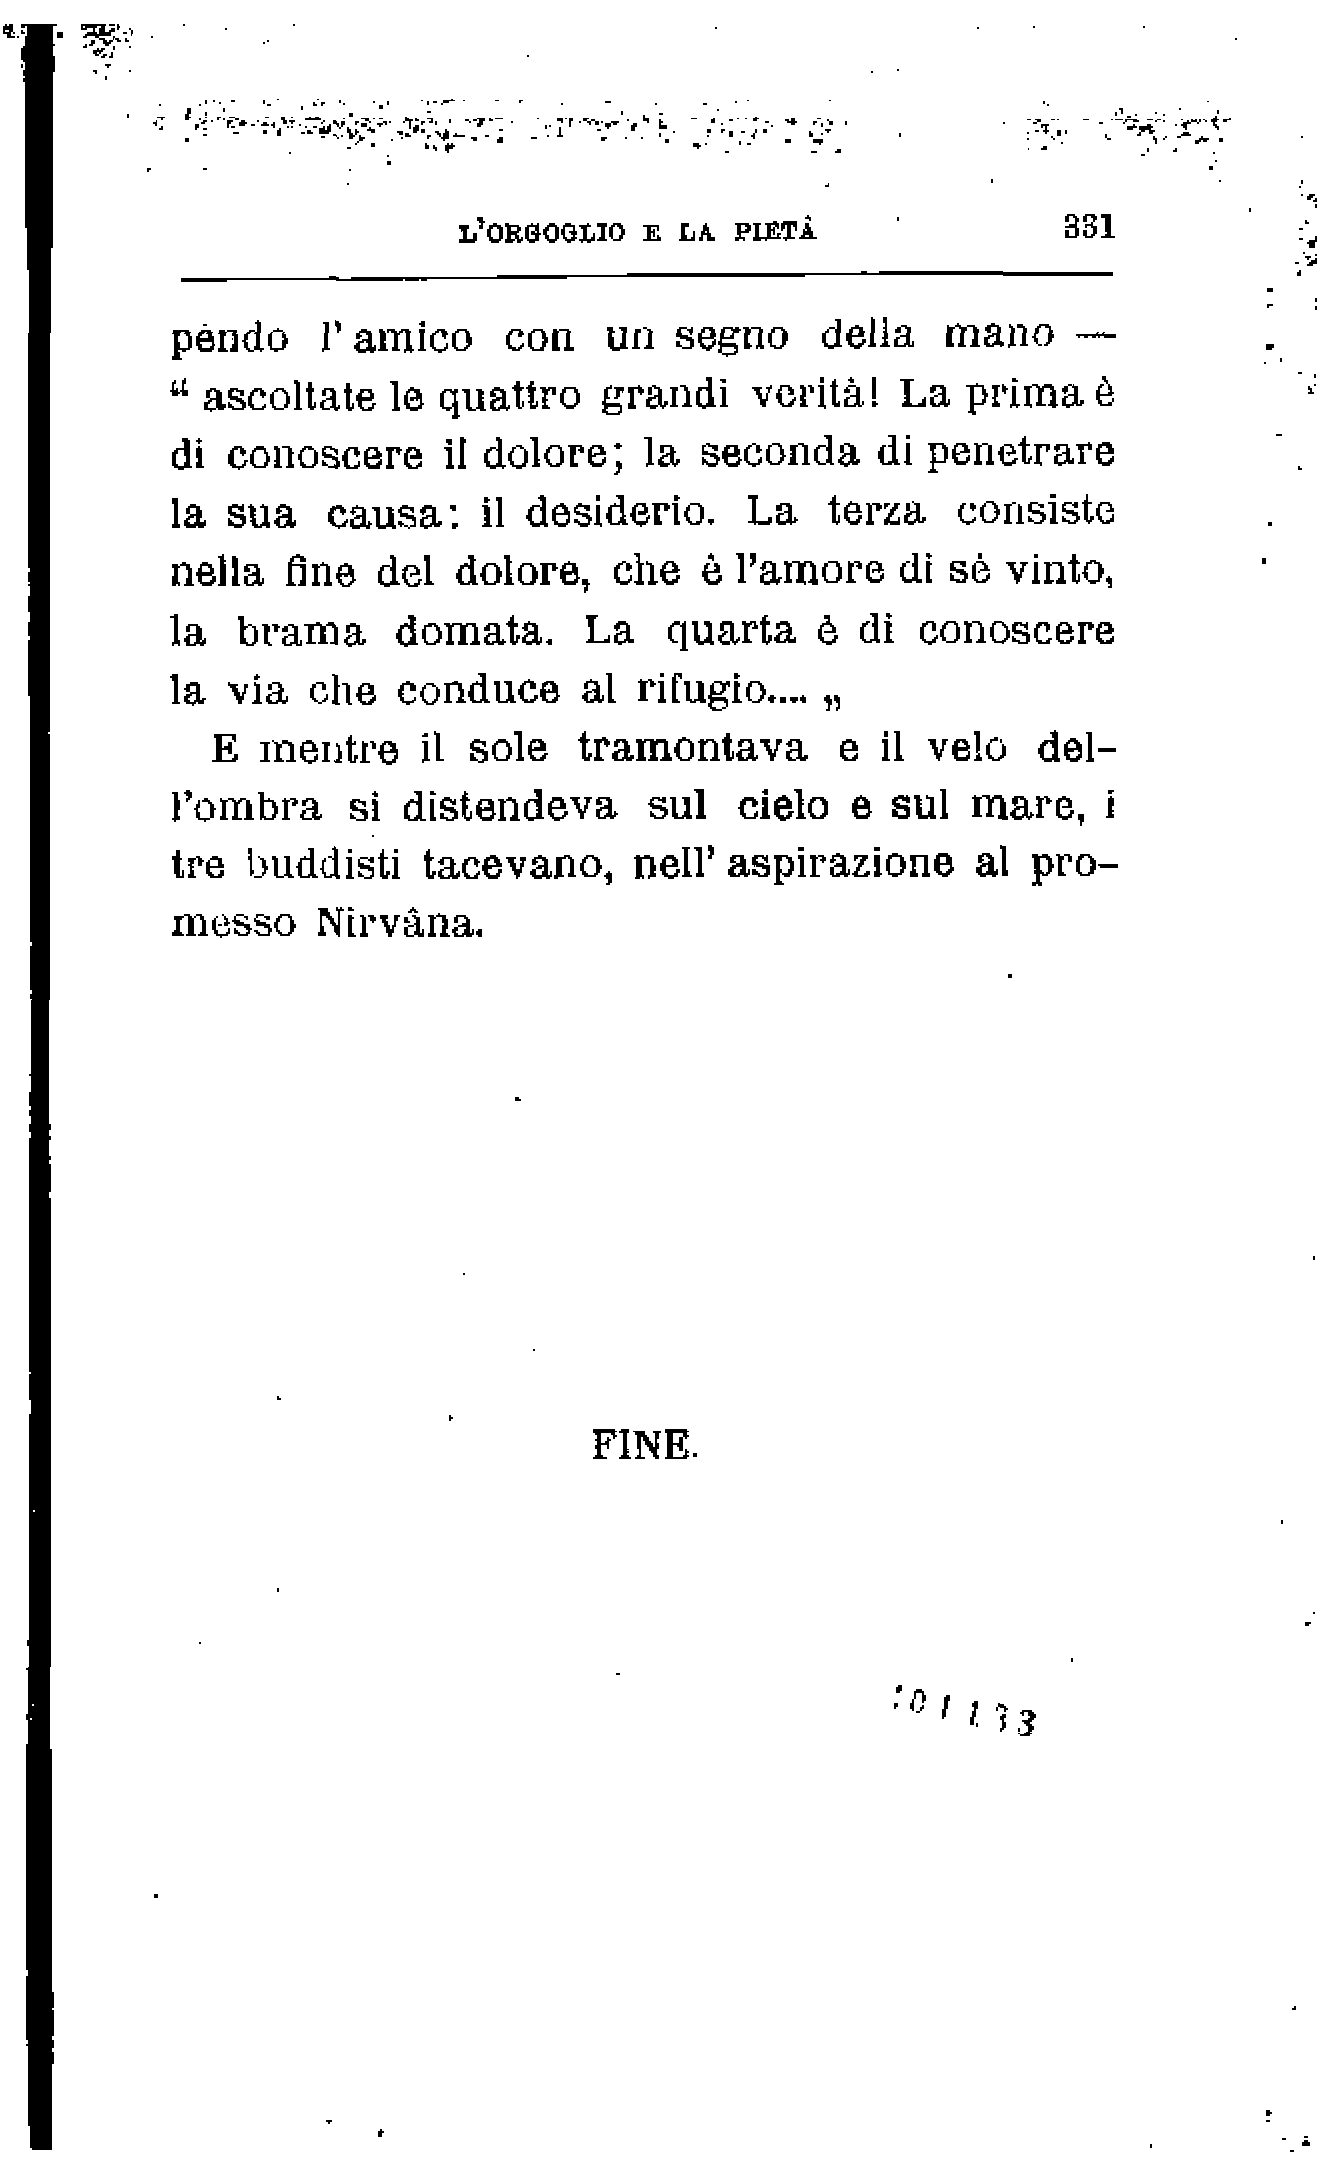 L'ORGOGLIO E LA PIETÀ 331
pendo l'amico con un segno della mano —
“ ascoltate le quattro grandi verità! La prima è
di conoscere il dolore; la seconda di penetrare
la sua causa: il desiderio. La terza consiste
nella fine del dolore, che è l'amore di sè vinto,
la brama domata. La quarta è di conoscere
la via che conduce al rifugio.... „
E mentre il sole tramontava e il velo del-
l'ombra si distendeva sul cielo e sul mare, i
tre buddisti tacevano, nell'aspirazione al pro-
messo Nirvâna.
FINE.